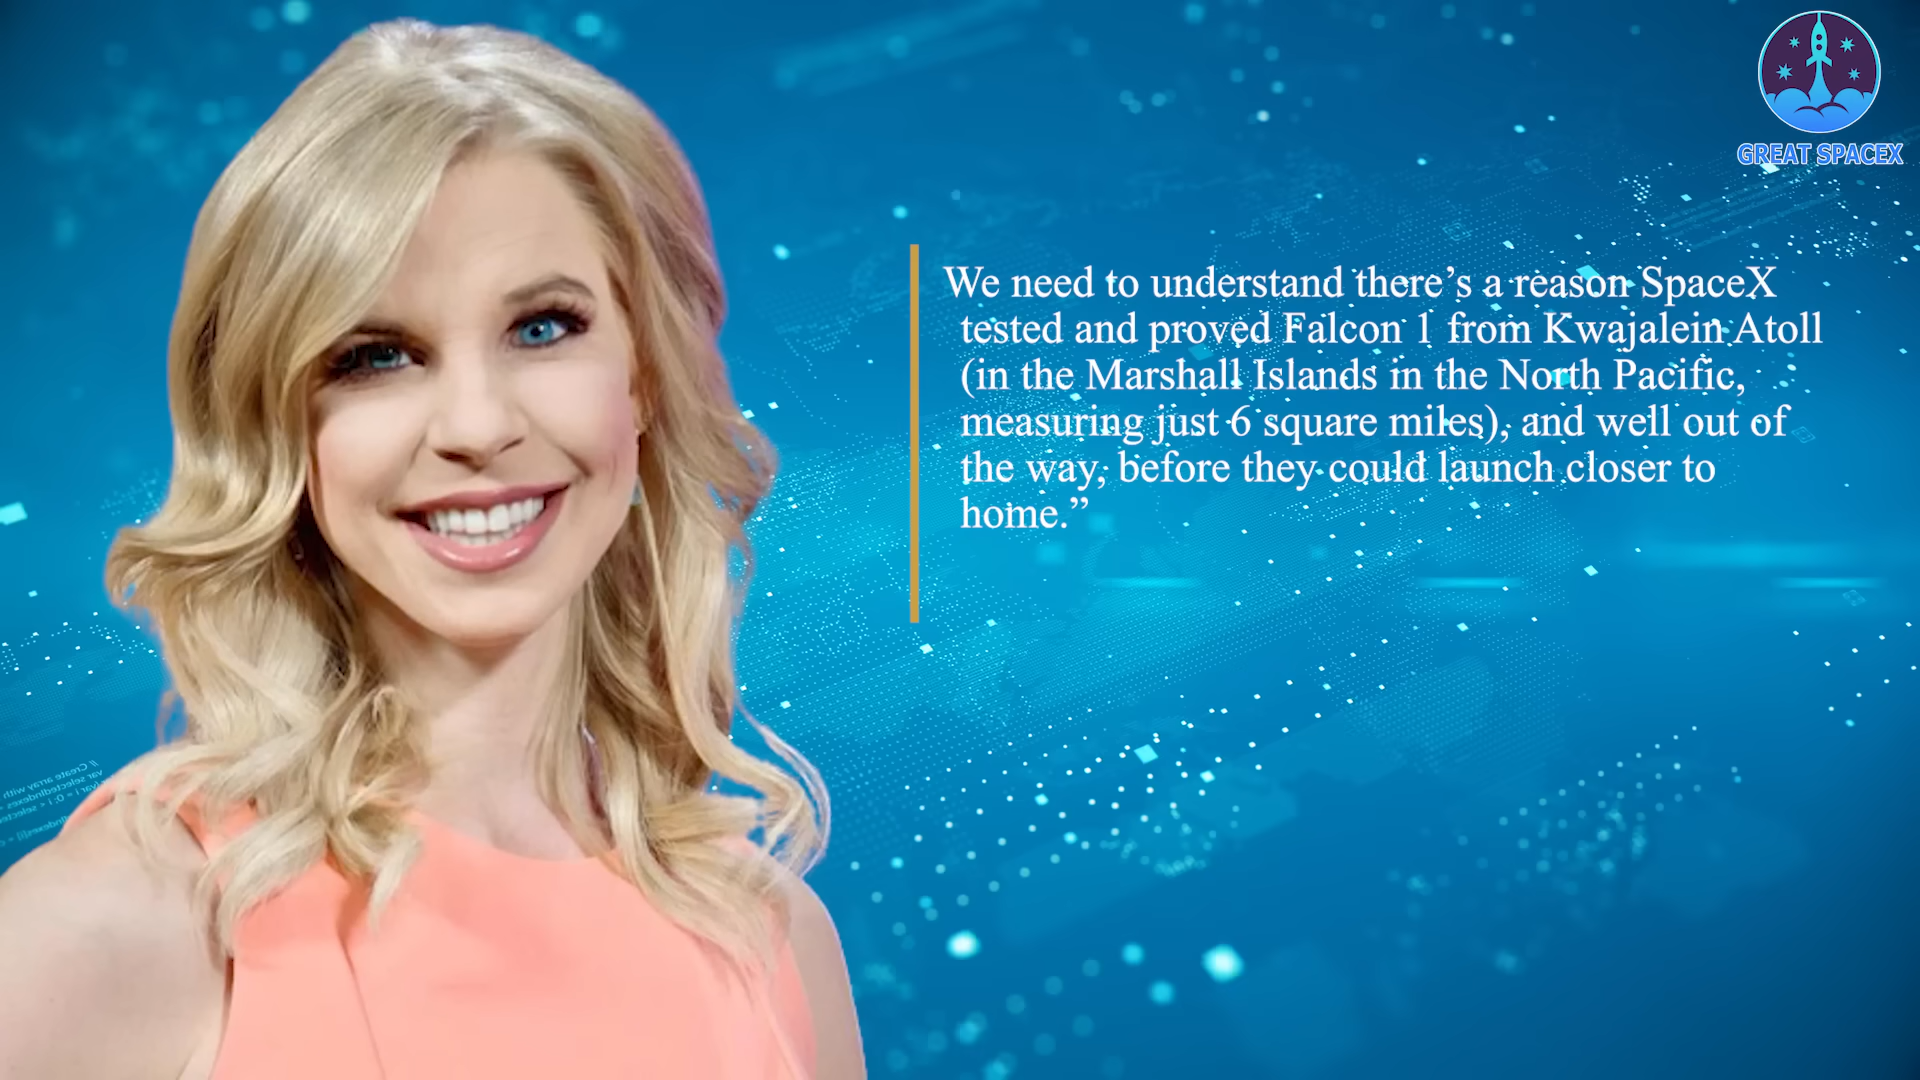 GREAT SPACEX
We need to understand there’s a reason SpaceX
tested and proved Falcon 1 from Kwajalein Atoll
(in the Marshall Islands in the North Pacific,
measuring just 6 square miles), and well out of
the way, before they could launch closer to
home.”